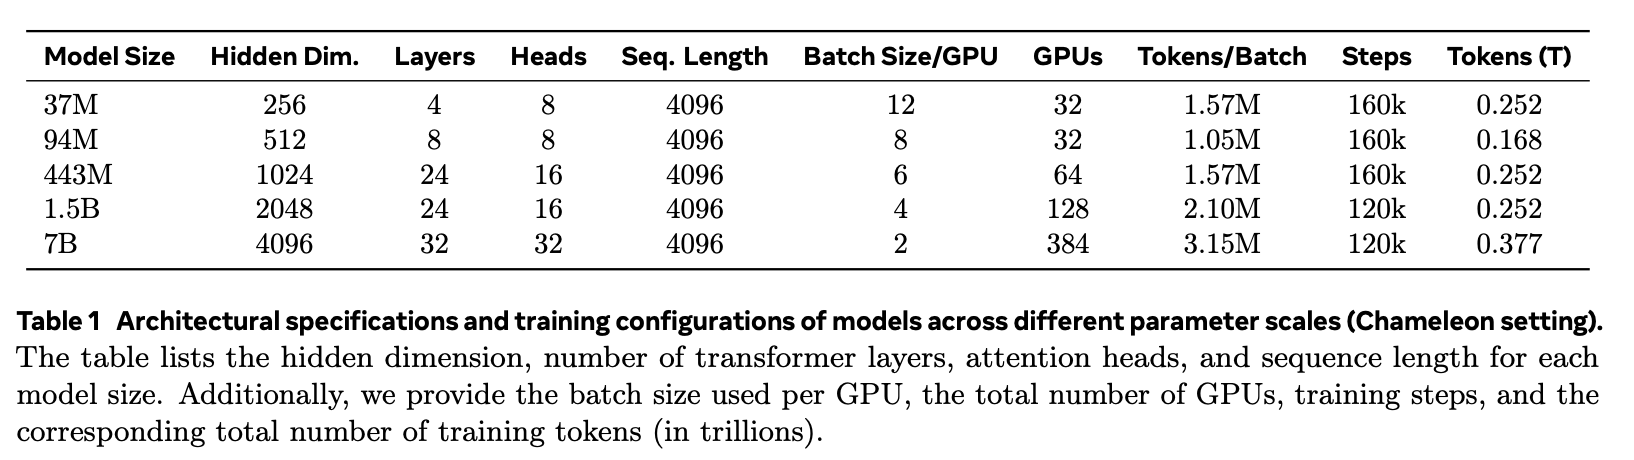 Model Size Hidden Dim. Layers Heads Seq. Length Batch Size/GPU GPUs Tokens/Batch Steps Tokens (T)
37M 256 4 8 4096 12 32 1.57M 160k 0.252
94M 512 8 8 4096 8 32 1.05M 160k 0.168
443M 1024 24 16 4096 6 64 1.57M 160k 0.252
1.5B 2048 24 16 4096 4 128 2.10M 120k 0.252
7B 4096 32 32 4096 2 384 3.15M 120k 0.377
Table 1 Architectural specifications and training configurations of models across different parameter scales (Chameleon setting).
The table lists the hidden dimension, number of transformer layers, attention heads, and sequence length for each
model size. Additionally, we provide the batch size used per GPU, the total number of GPUs, training steps, and the
corresponding total number of training tokens (in trillions).